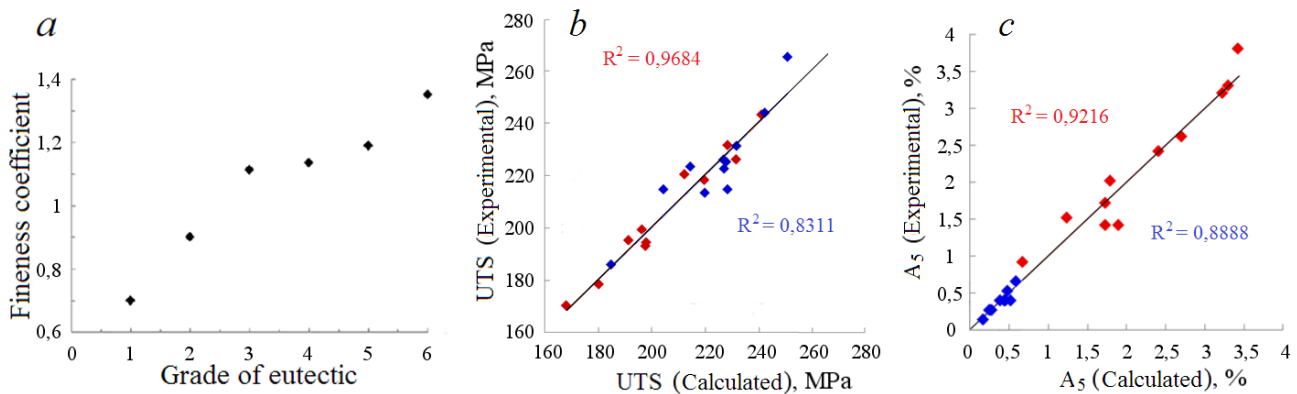 a
Fineness coefficient
1,4
1,2
1
0,8
0,6
0 1 2 3 4 5 6
Grade of eutectic
b
UTS (Experimental), MPa
280
260
240
220
200
180
160
R² = 0,9684
R² = 0,8311
160 180 200 220 240 260 280
UTS (Calculated), MPa
c
A₅ (Experimental), %
4
3,5
3
2,5
2
1,5
1
0,5
0
R² = 0,9216
R² = 0,8888
0 0,5 1 1,5 2 2,5 3 3,5 4
A₅ (Calculated), %